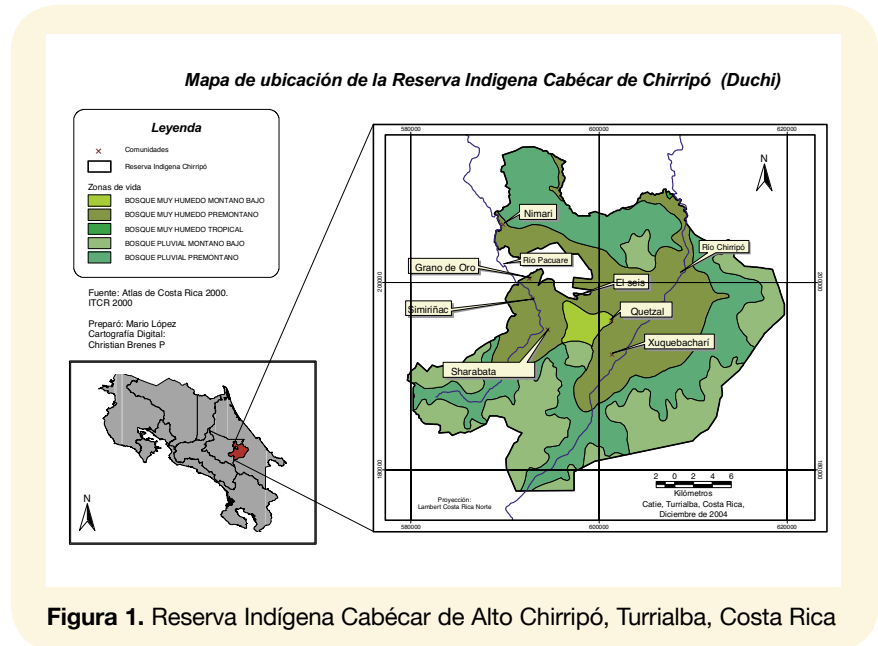 Mapa de ubicación de la Reserva Indigena Cabécar de Chirripó (Duchi)
Leyenda
Comunidades
Reserva Indigena Chirripó
Zonas de vida
BOSQUE MUY HUMEDO MONTANO BAJO
BOSQUE MUY HUMEDO PREMONTANO
BOSQUE MUY HUMEDO TROPICAL
BOSQUE PLUVIAL MONTANO BAJO
BOSQUE PLUVIAL PREMONTANO
Fuente: Atlas de Costa Rica 2000.
ITCR 2000
Preparó: Mario López
Cartografía Digital:
Christian Brenes P
N
580000
600000
620000
N
Nimari
Río Chirripó
Río Pacuare
Grano de Oro
200000
El seis
200000
Simiriñac
Quetzal
Xuquebacharí
Sharabata
180000
180000
2 0 2 4 6
Kilómetros
Catie, Turrialba, Costa Rica,
Diciembre de 2004
Proyección:
Lambert Costa Rica Norte
580000
600000
620000
Figura 1. Reserva Indígena Cabécar de Alto Chirripó, Turrialba, Costa Rica